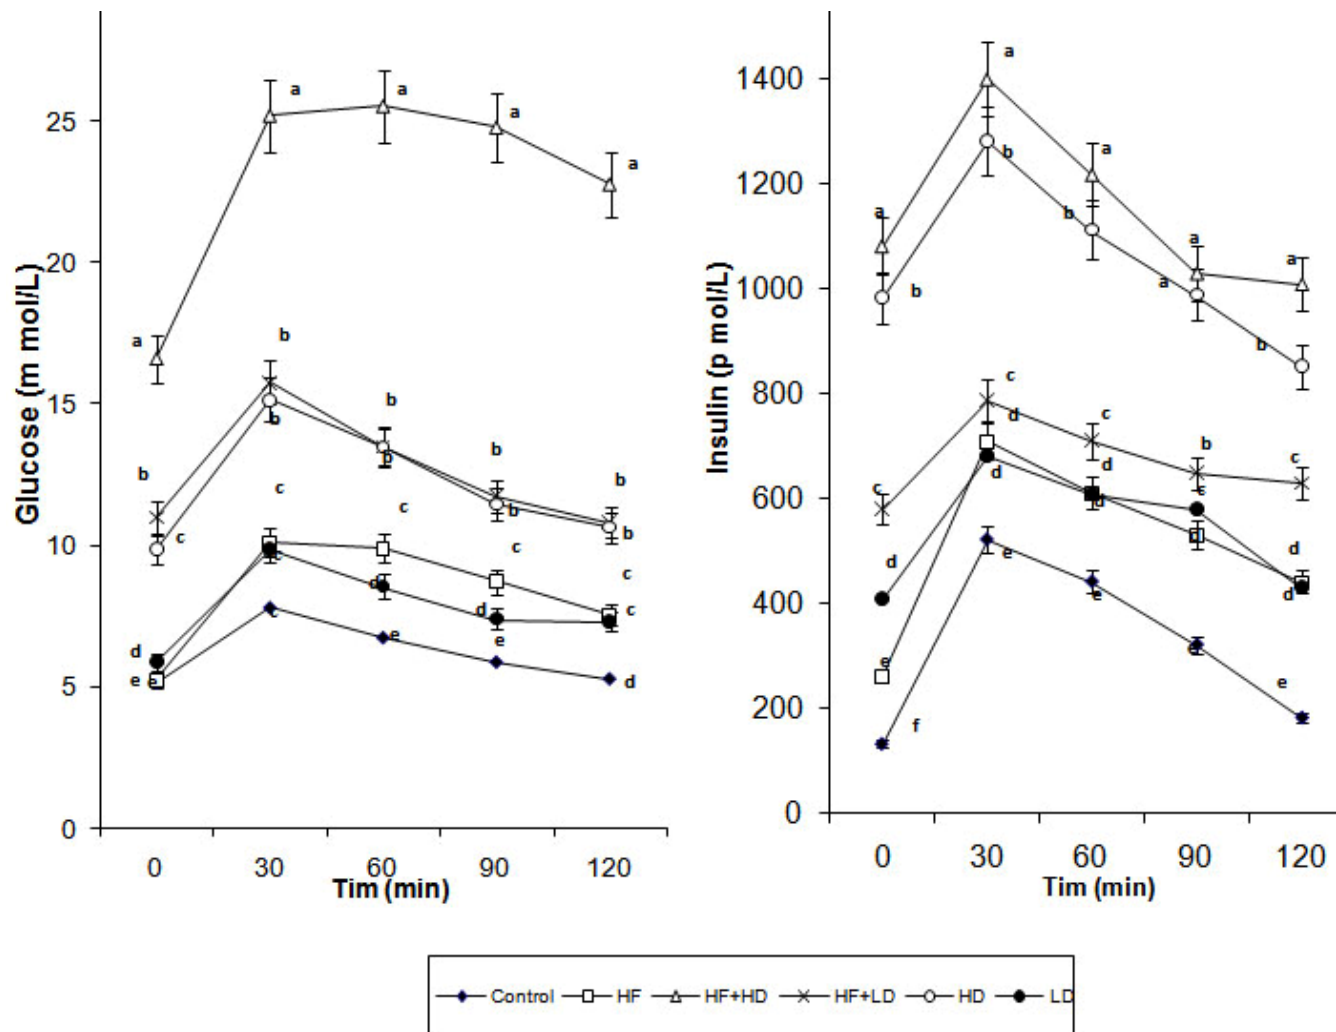 Glucose (m mol/L)
25
20
15
10
5
0
a
a
a
a
a
b
b
b
b
b
b
b
b
b
c
c
c
c
c
c
c
c
d
d
d
e
e
e
e
d
0
30
60
90
120
Tim (min)
Insulin (p mol/L)
1400
1200
1000
800
600
400
200
0
a
a
a
a
a
b
b
b
a
b
c
c
c
b
c
d
d
d
d
c
c
d
d
d
e
e
e
e
e
f
0
30
60
90
120
Tim (min)
Control HF HF+HD HF+LD HD LD